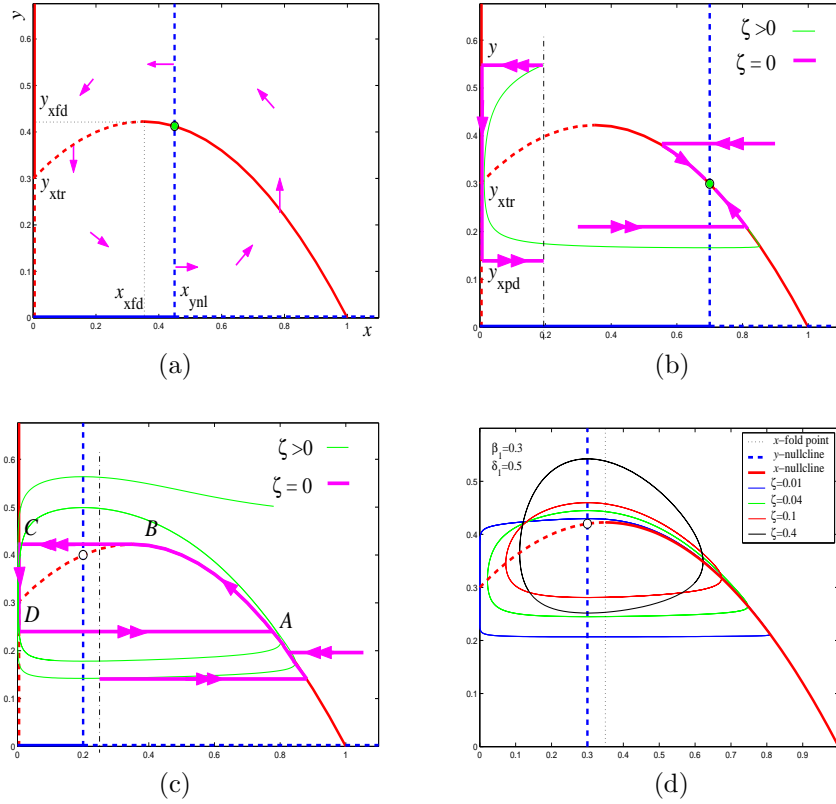 y
0.6
0.5
y_xfd
0.4
0.3
y_xtr
0.2
0.1
x_xfd
x_ynl
0
0 0.2 0.4 0.6 0.8 1 x
(a)
0.6
y
ζ>0
ζ=0
0.5
0.4
0.3
y_xtr
0.2
y_xpd
0.1
0
0 0.2 0.4 0.6 0.8 1
(b)
0.6
ζ>0
ζ=0
0.5
C
B
0.4
0.3
D
A
0.2
0.1
0
0 0.2 0.4 0.6 0.8 1
(c)
β_1=0.3
δ_1=0.5
x-fold point
y-nullcline
x-nullcline
ζ=0.01
ζ=0.04
ζ=0.1
ζ=0.4
0.6
0.5
0.4
0.3
0.2
0.1
0
0 0.1 0.2 0.3 0.4 0.5 0.6 0.7 0.8 0.9
(d)